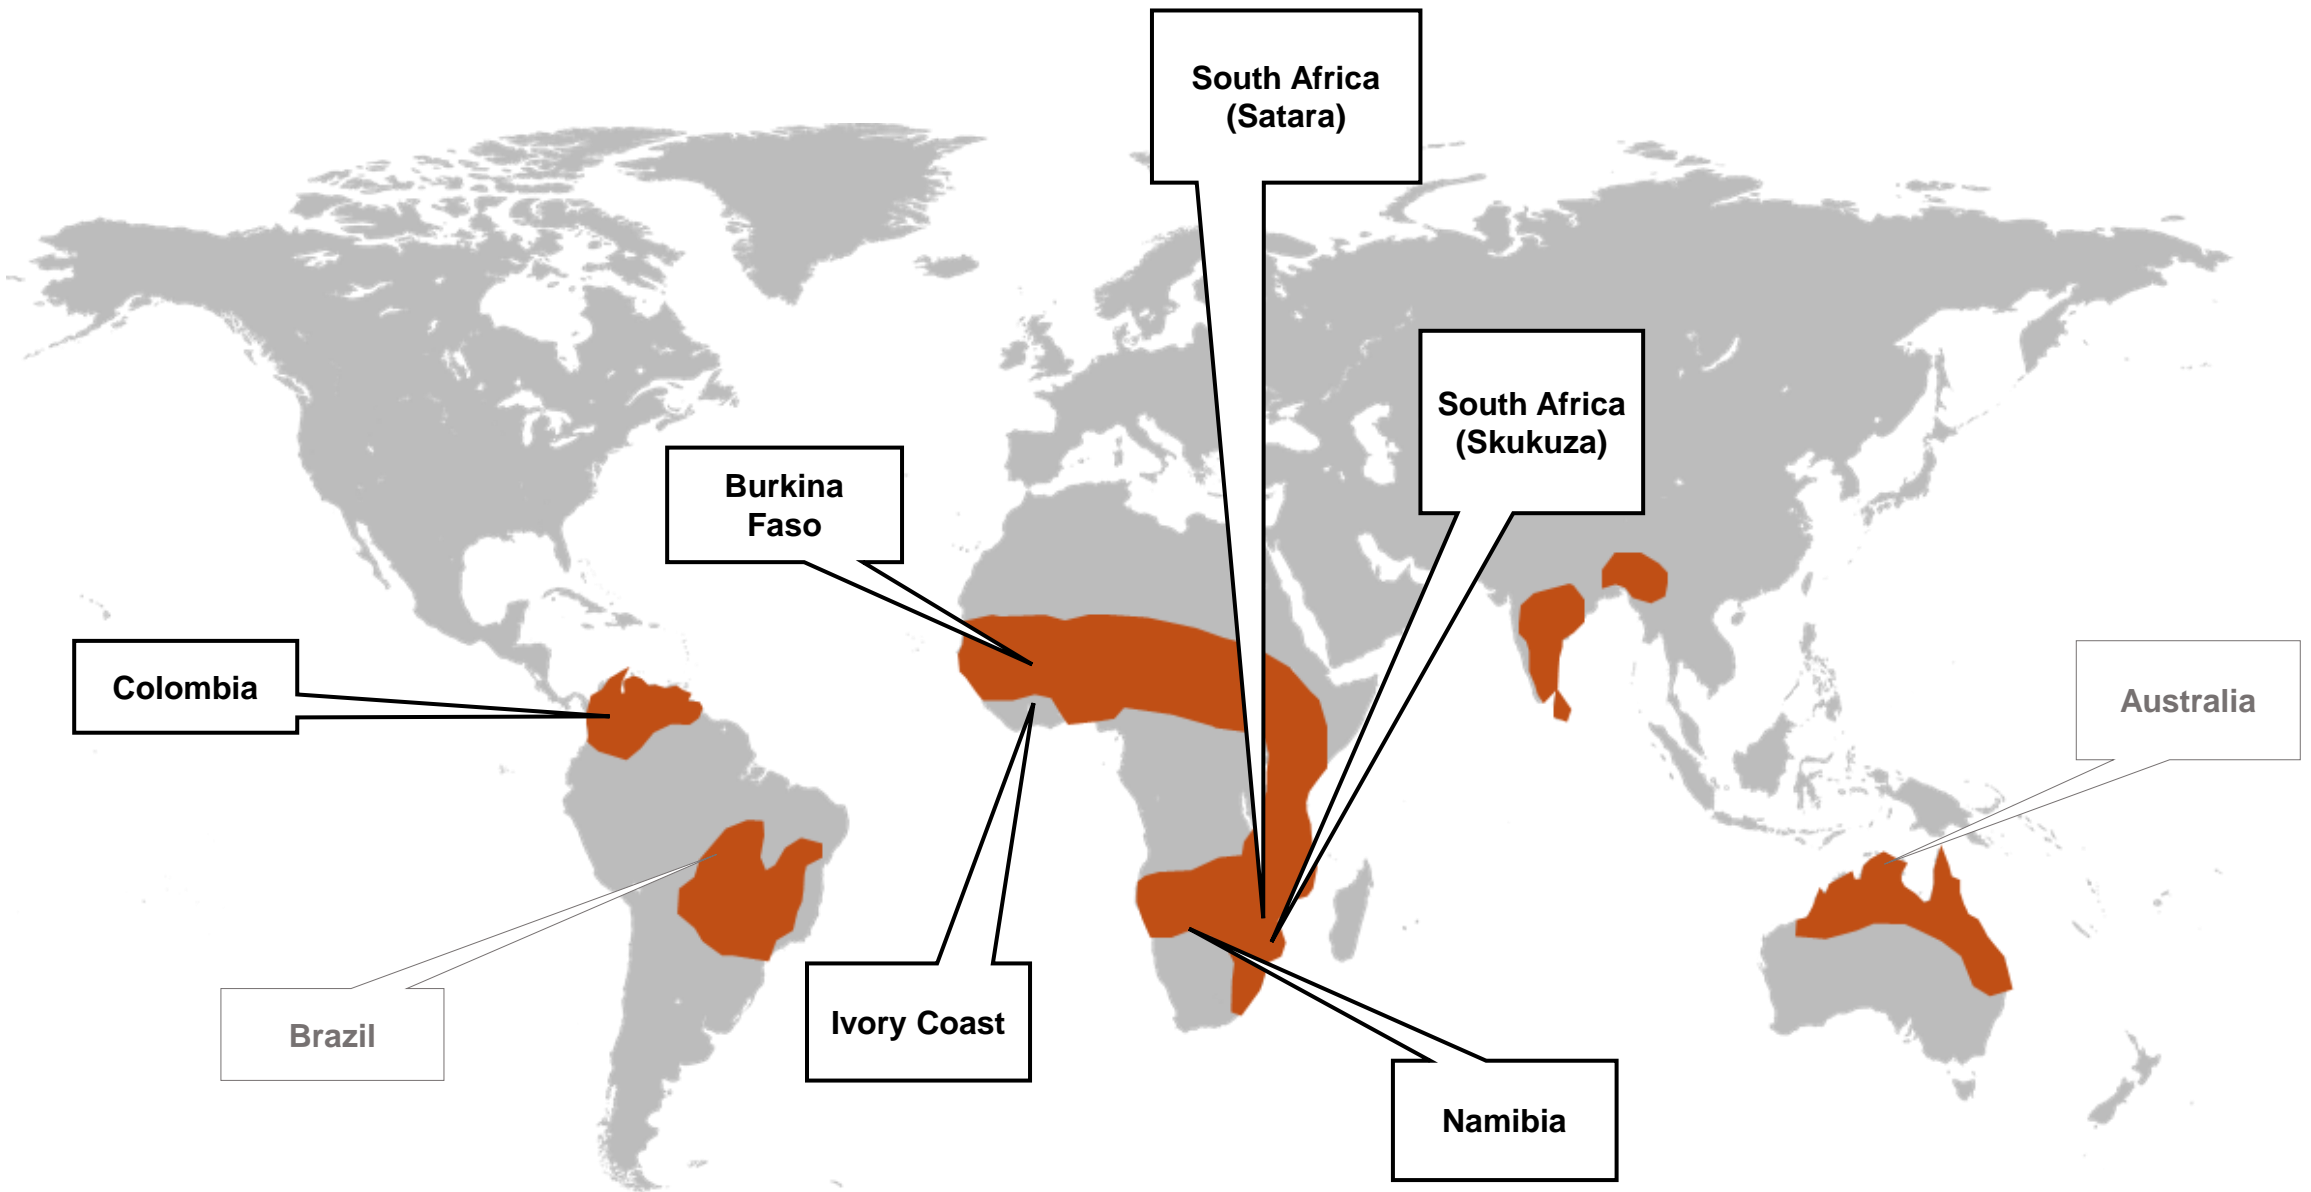 South Africa
(Satara)
South Africa
(Skukuza)
Burkina
Faso
Colombia
Australia
Ivory Coast
Brazil
Namibia